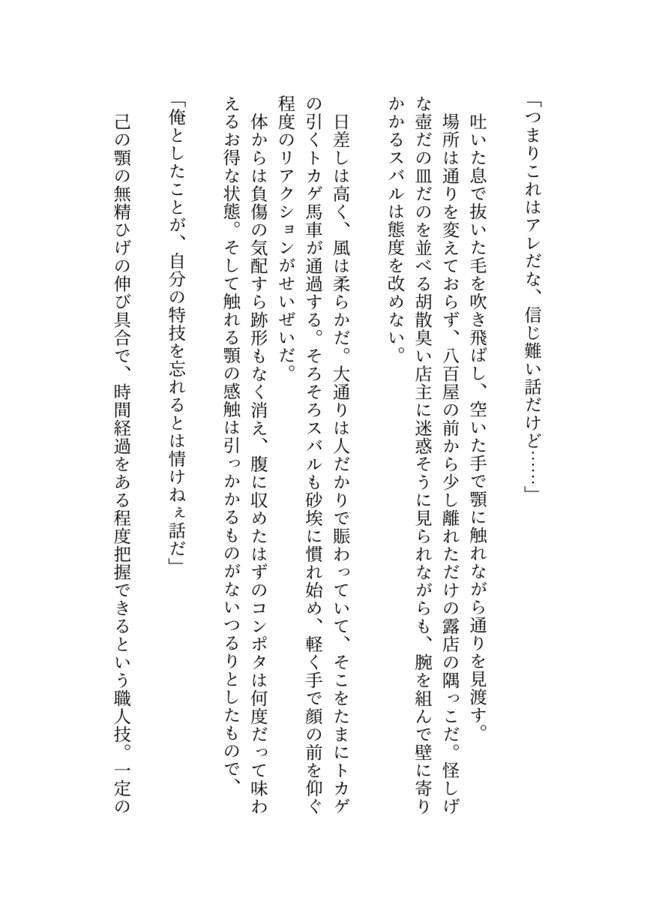 「つまりこれはアレだな、信じ難い話だけど……」
吐いた息で抜いた毛を吹き飛ばし、空いた手で顎に触れながら通りを見渡す。
場所は通りを変えておらず、八百屋の前から少し離れただけの露店の隅っこだ。怪しげ
な壺だの皿だのを並べる胡散臭い店主に迷惑そうに見られながらも、腕を組んで壁に寄り
かかるスバルは態度を改めない。
日差しは高く、風は柔らかだ。大通りは人だかりで賑わっていて、そこをたまにトカゲ
の引くトカゲ馬車が通過する。そろそろスバルも砂埃に慣れ始め、軽く手で顔の前を仰ぐ
程度のリアクションがせいぜいだ。
体からは負傷の気配すら跡形もなく消え、腹に収めたはずのコンポタは何度だって味わ
えるお得な状態。そして触れる顎の感触は引っかかるものがないつるりとしたもので、
「俺としたことが、自分の特技を忘れるとは情けねぇ話だ」
己の顎の無精ひげの伸び具合で、時間経過をある程度把握できるという職人技。一定の